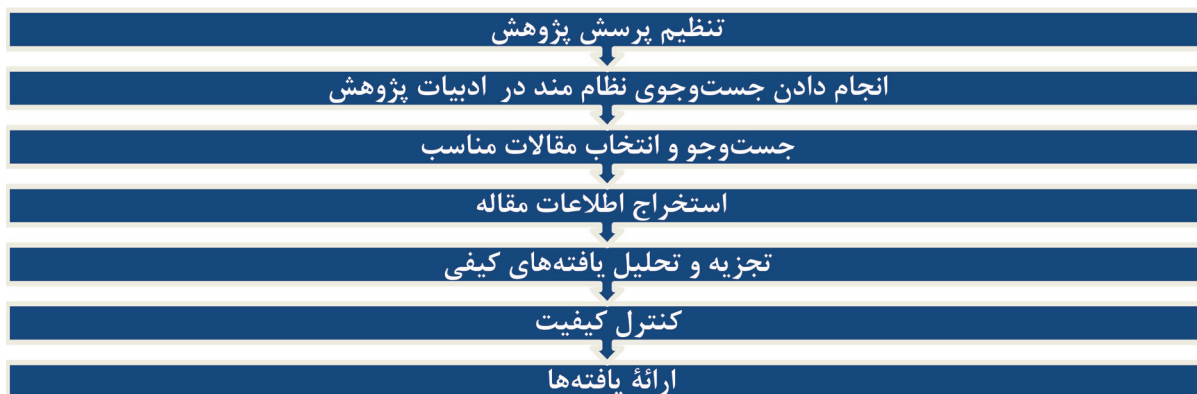 تنظیم پرسش پژوهش
انجام دادن جست‌وجوی نظام مند در ادبیات پژوهش
جست‌وجو و انتخاب مقالات مناسب
استخراج اطلاعات مقاله
تجزیه و تحلیل یافته‌های کیفی
کنترل کیفیت
ارائهٔ یافته‌ها